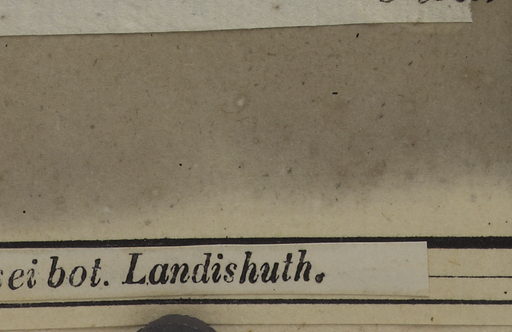 sei bot. Landishuth.